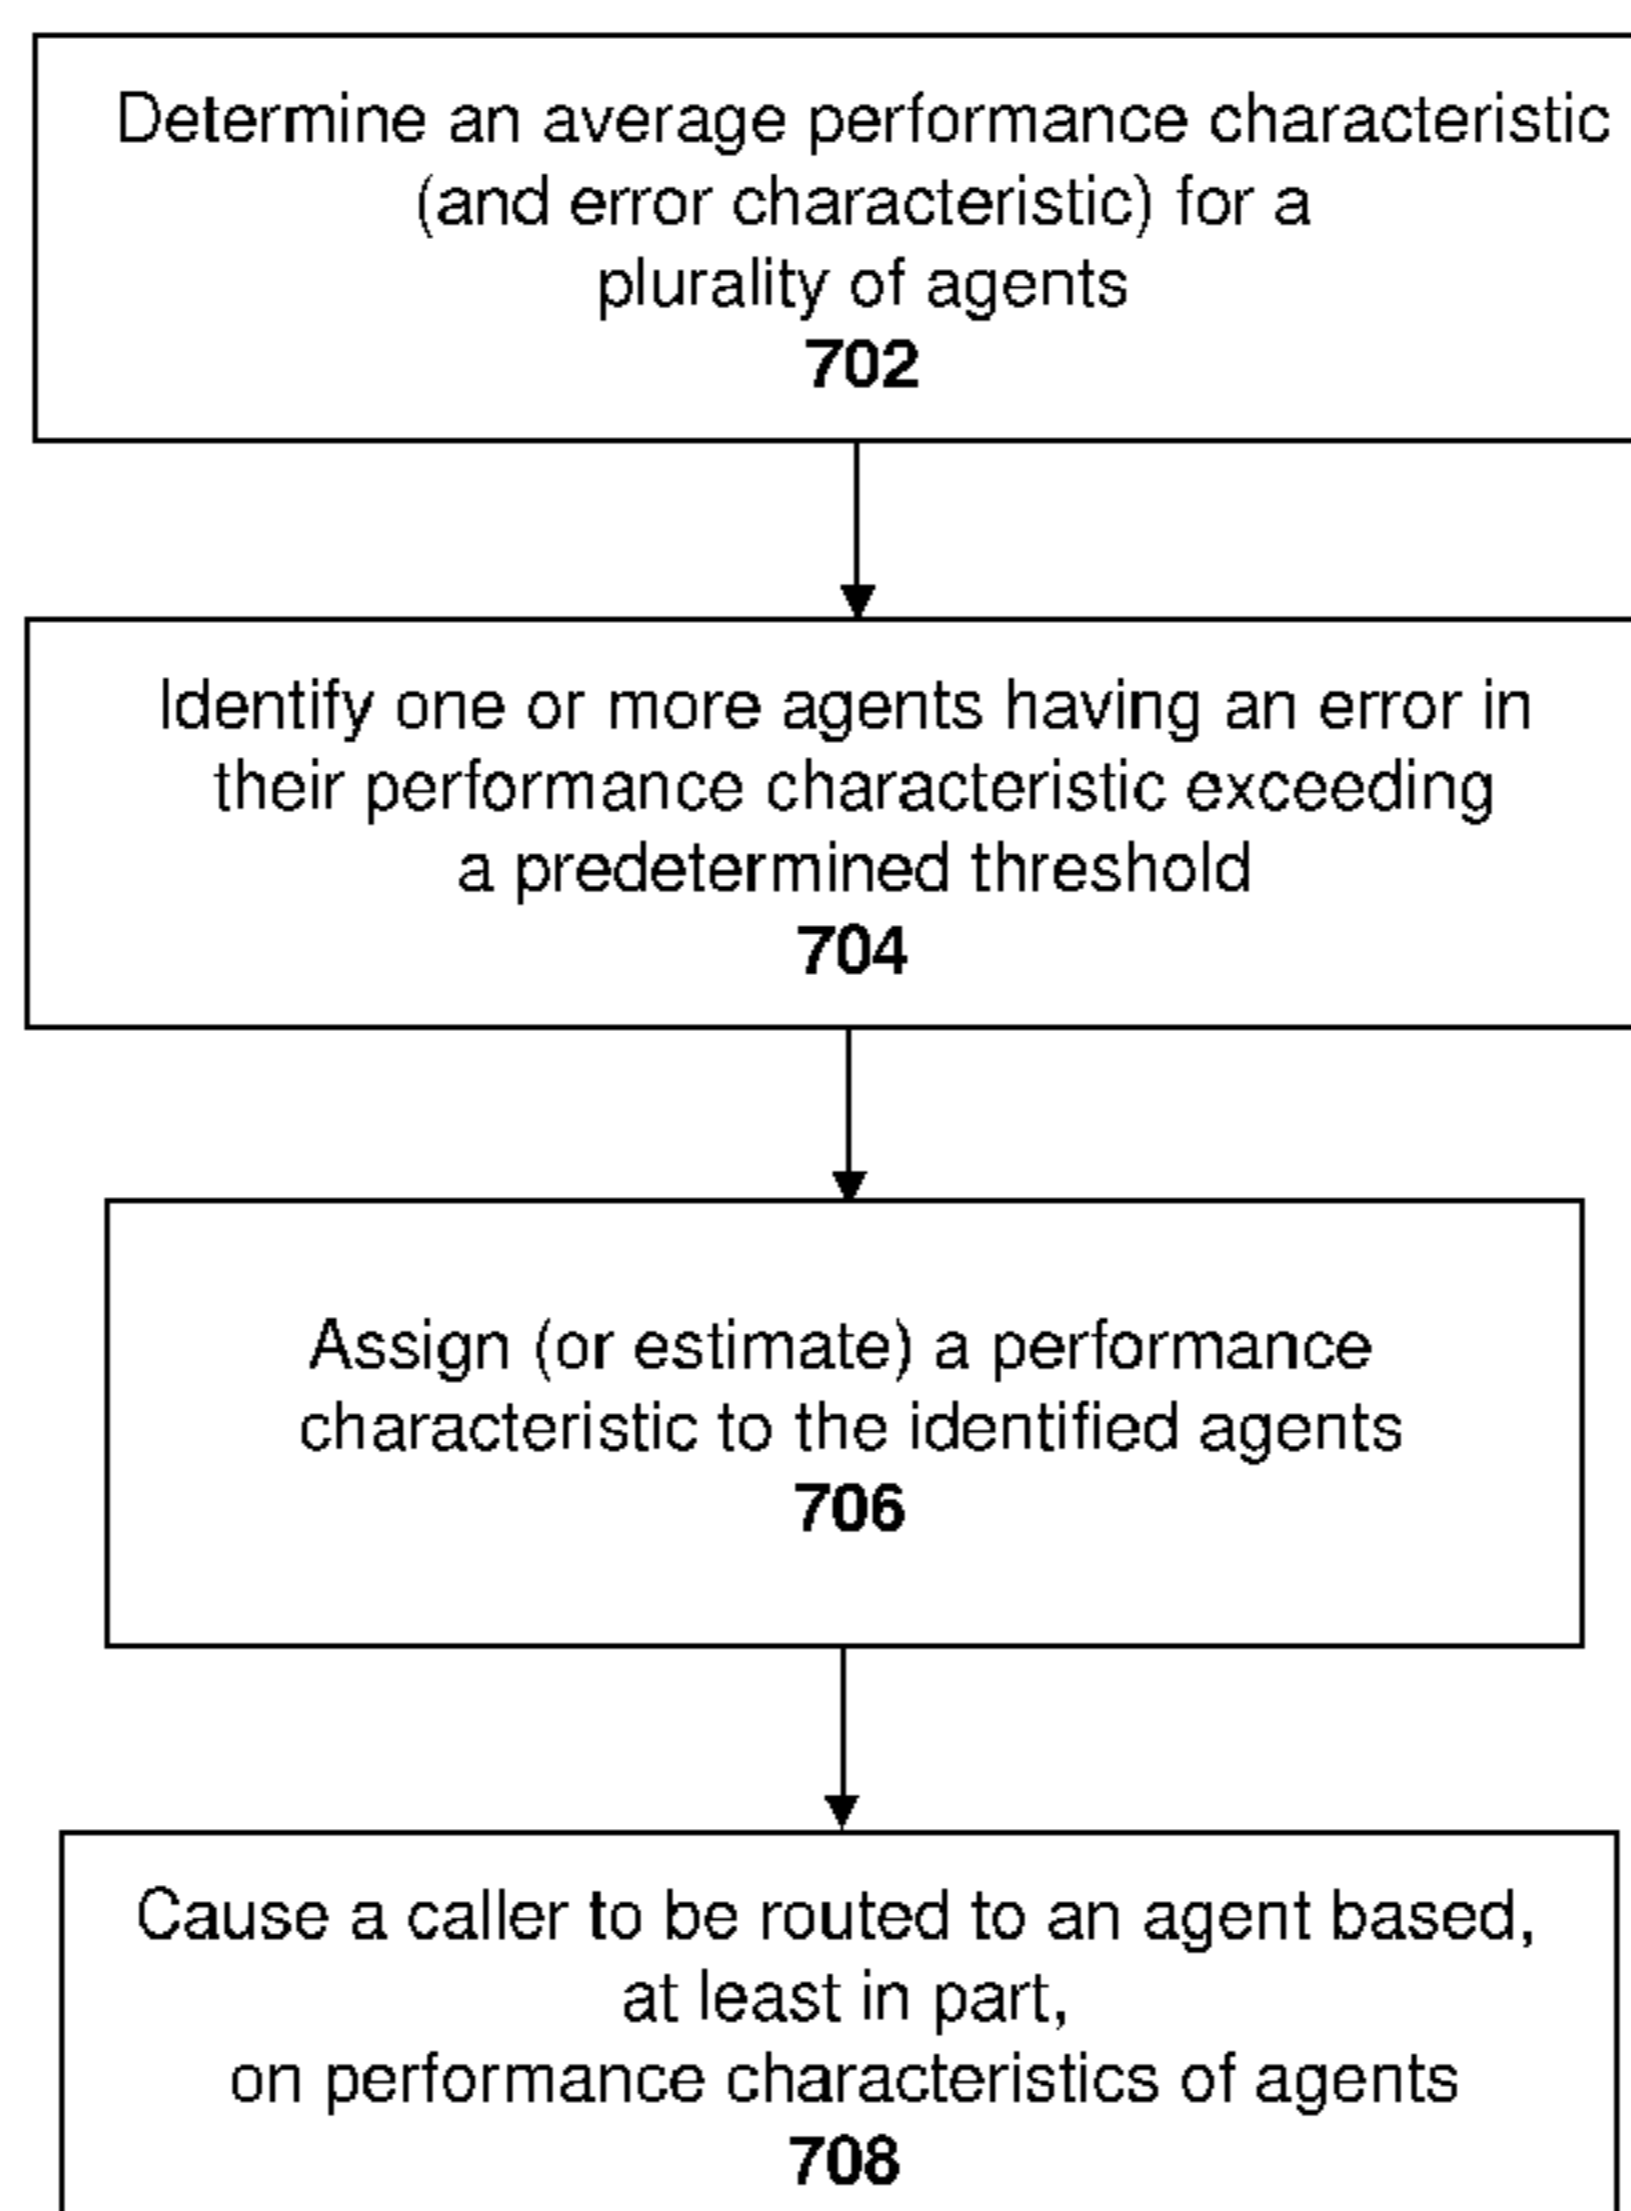 Determine an average performance characteristic
(and error characteristic) for a
plurality of agents
702
Identify one or more agents having an error in
their performance characteristic exceeding
a predetermined threshold
704
Assign (or estimate) a performance
characteristic to the identified agents
706
Cause a caller to be routed to an agent based,
at least in part,
on performance characteristics of agents
708